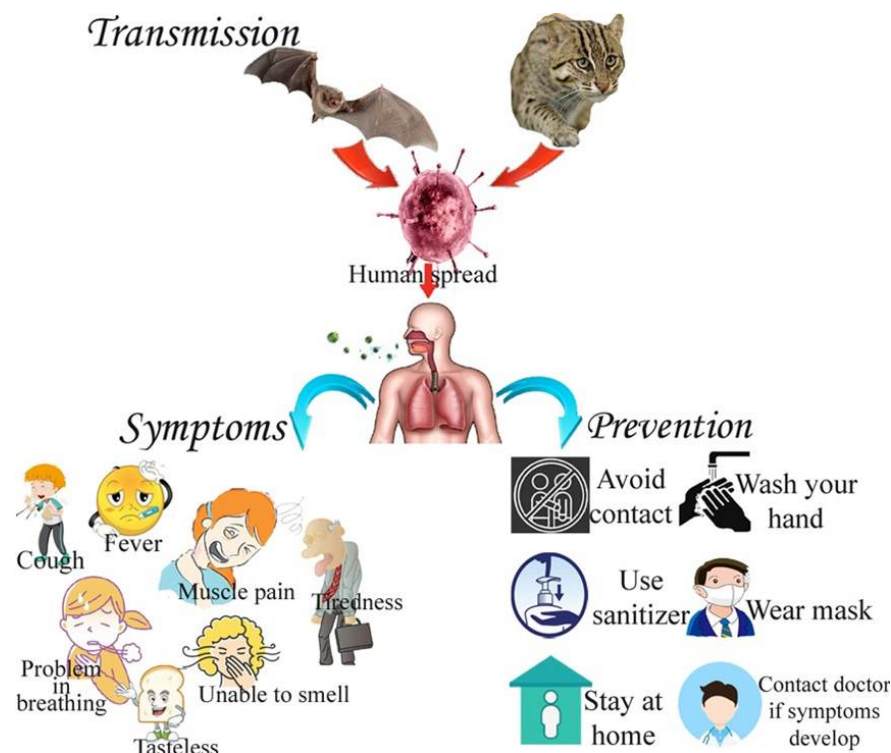 Transmission
Human spread
Symptoms
Cough
Fever
Muscle pain
Tiredness
Problem
in
breathing
Unable to smell
Tasteless
Prevention
Avoid
contact
Wash your
hand
Use
sanitizer
Wear mask
Stay at
home
Contact doctor
if symptoms
develop